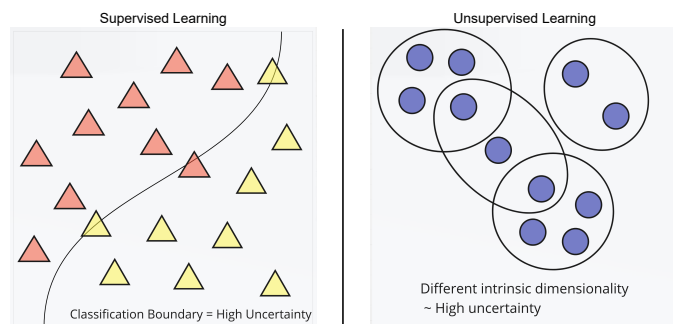 Supervised Learning
Classification Boundary = High Uncertainty
Unsupervised Learning
Different intrinsic dimensionality
~ High uncertainty